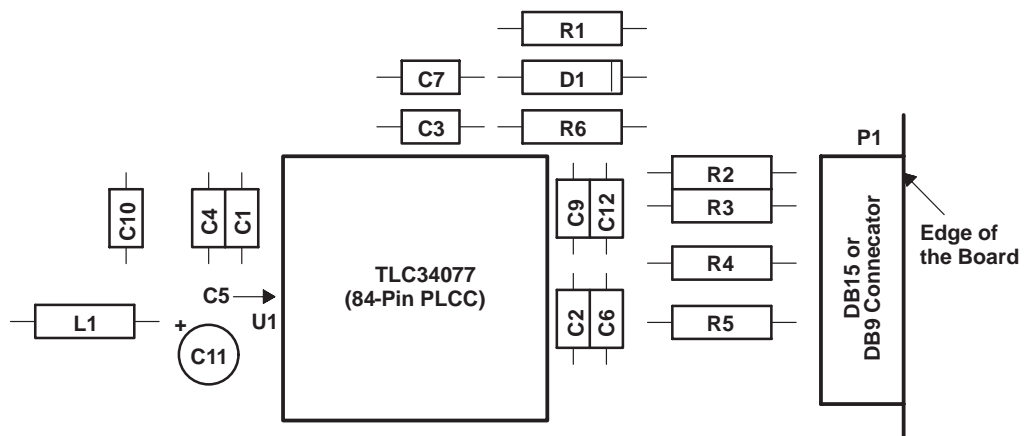 R1
C7
D1
C3
R6
P1
C10
C4
C1
C9
C12
R2
R3
Edge of
the Board
TLC34077
(84-Pin PLCC)
DB15 or
DB9 Connecator
R4
C5
U1
L1
+
C11
C2
C6
R5